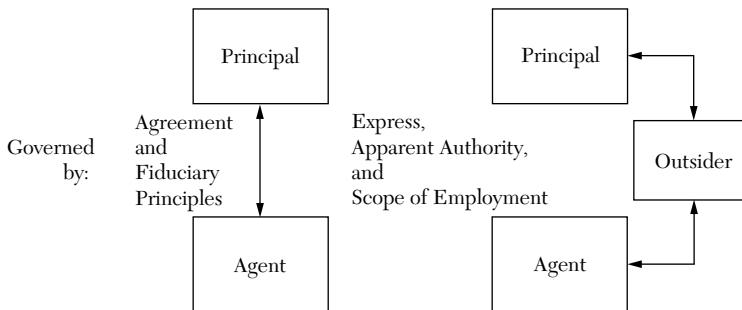 Principal
Principal
Governed
by:
Agreement
and
Fiduciary
Principles
Express,
Apparent Authority,
and
Scope of Employment
Outsider
Agent
Agent